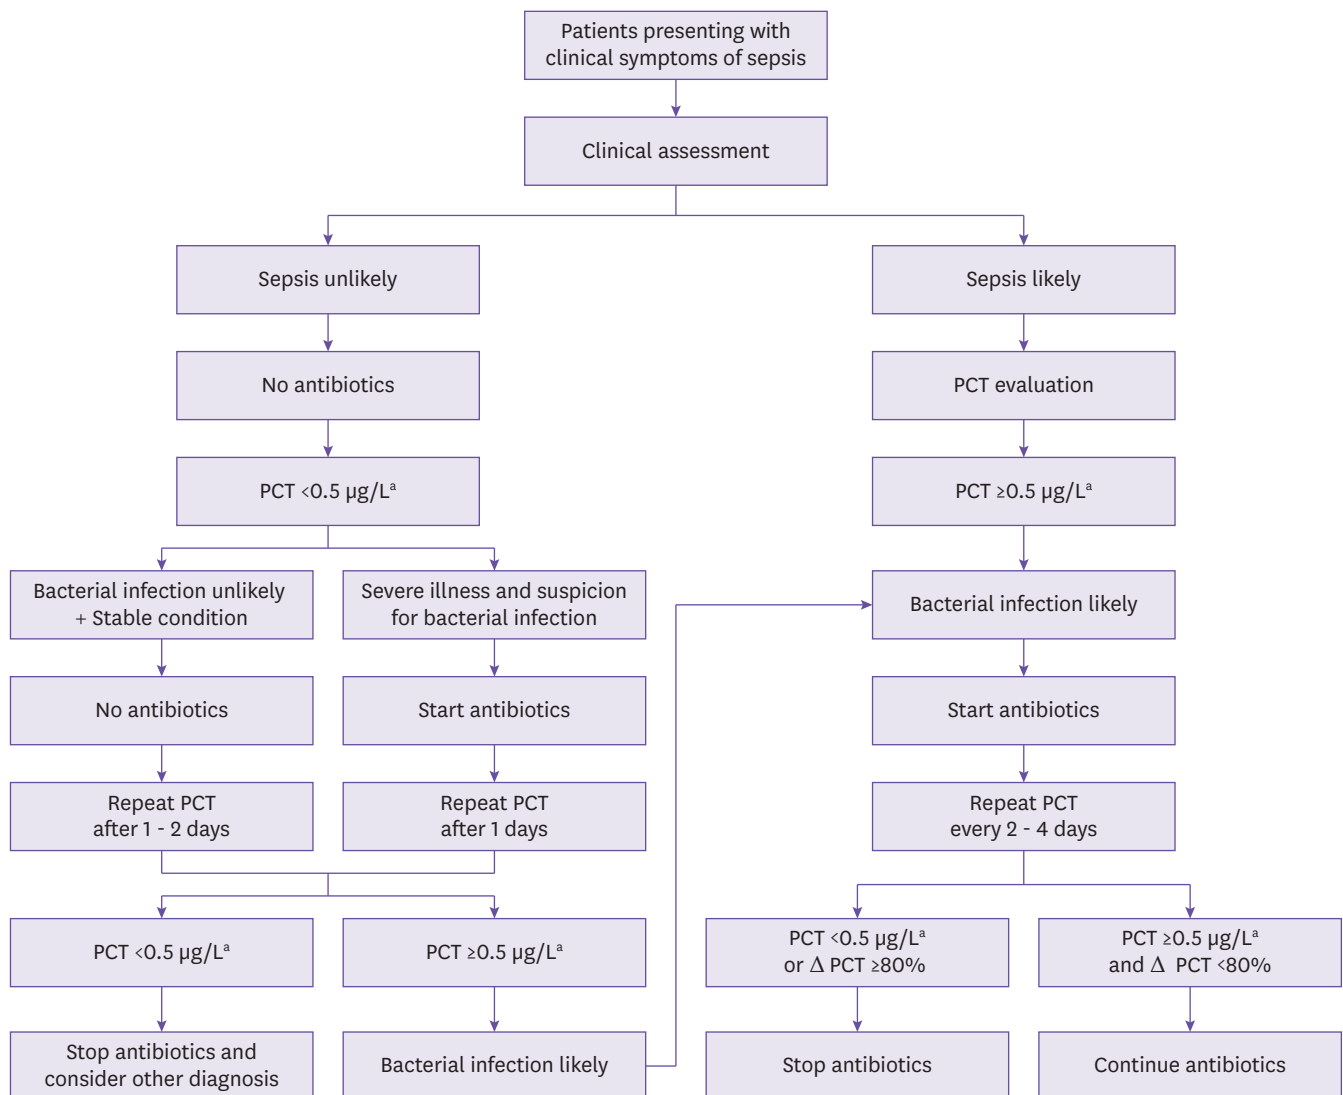 Patients presenting with
clinical symptoms of sepsis
Clinical assessment
Sepsis unlikely
Sepsis likely
No antibiotics
PCT evaluation
PCT <0.5 µg/Lª
PCT ≥0.5 µg/Lª
Bacterial infection unlikely
+ Stable condition
Severe illness and suspicion
for bacterial infection
Bacterial infection likely
No antibiotics
Start antibiotics
Start antibiotics
Repeat PCT
after 1 - 2 days
Repeat PCT
after 1 days
Repeat PCT
every 2 - 4 days
PCT <0.5 µg/Lª
PCT ≥0.5 µg/Lª
PCT <0.5 µg/Lª
or Δ PCT ≥80%
PCT ≥0.5 µg/Lª
and Δ PCT <80%
Stop antibiotics and
consider other diagnosis
Bacterial infection likely
Stop antibiotics
Continue antibiotics